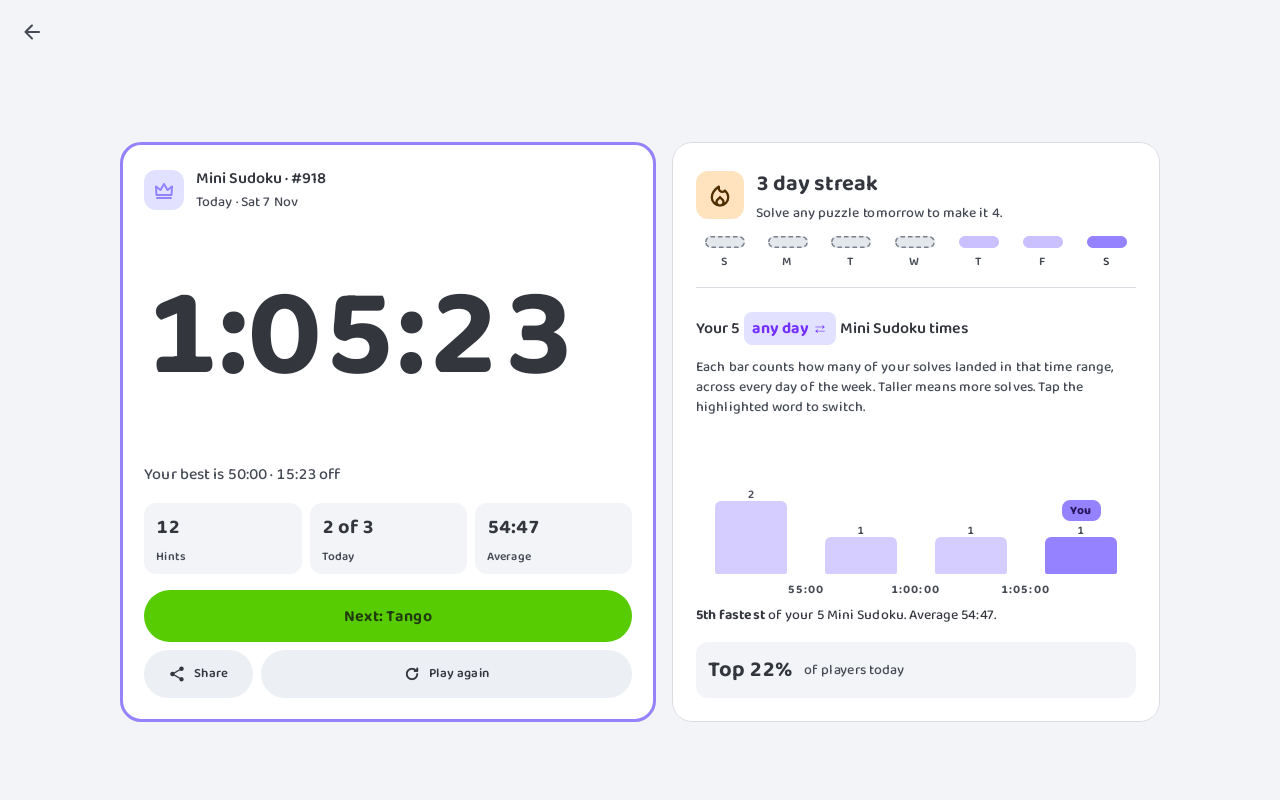 Mini Sudoku · #918
Today · Sat 7 Nov
1:05:23
Your best is 50:00 · 15:23 off
12
Hints
2 of 3
Today
54:47
Average
Next: Tango
Share
Play again
3 day streak
Solve any puzzle tomorrow to make it 4.
S M T W T F S
Your 5 any day Mini Sudoku times
Each bar counts how many of your solves landed in that time range,
across every day of the week. Taller means more solves. Tap the
highlighted word to switch.
2
1
1
You
1
55:00 1:00:00 1:05:00
5th fastest of your 5 Mini Sudoku. Average 54:47.
Top 22% of players today